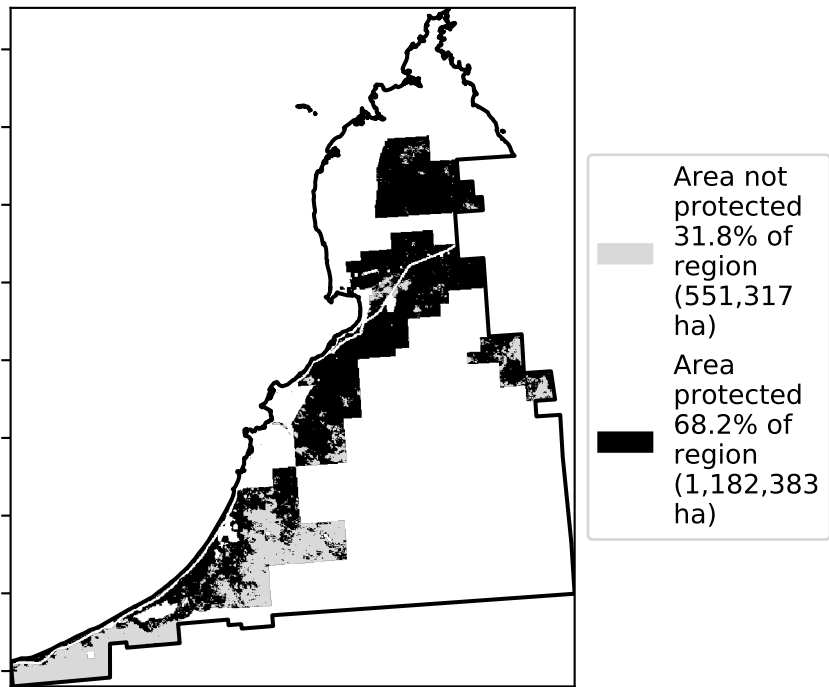 Area not
protected
31.8% of
region
(551,317
ha)
Area
protected
68.2% of
region
(1,182,383
ha)